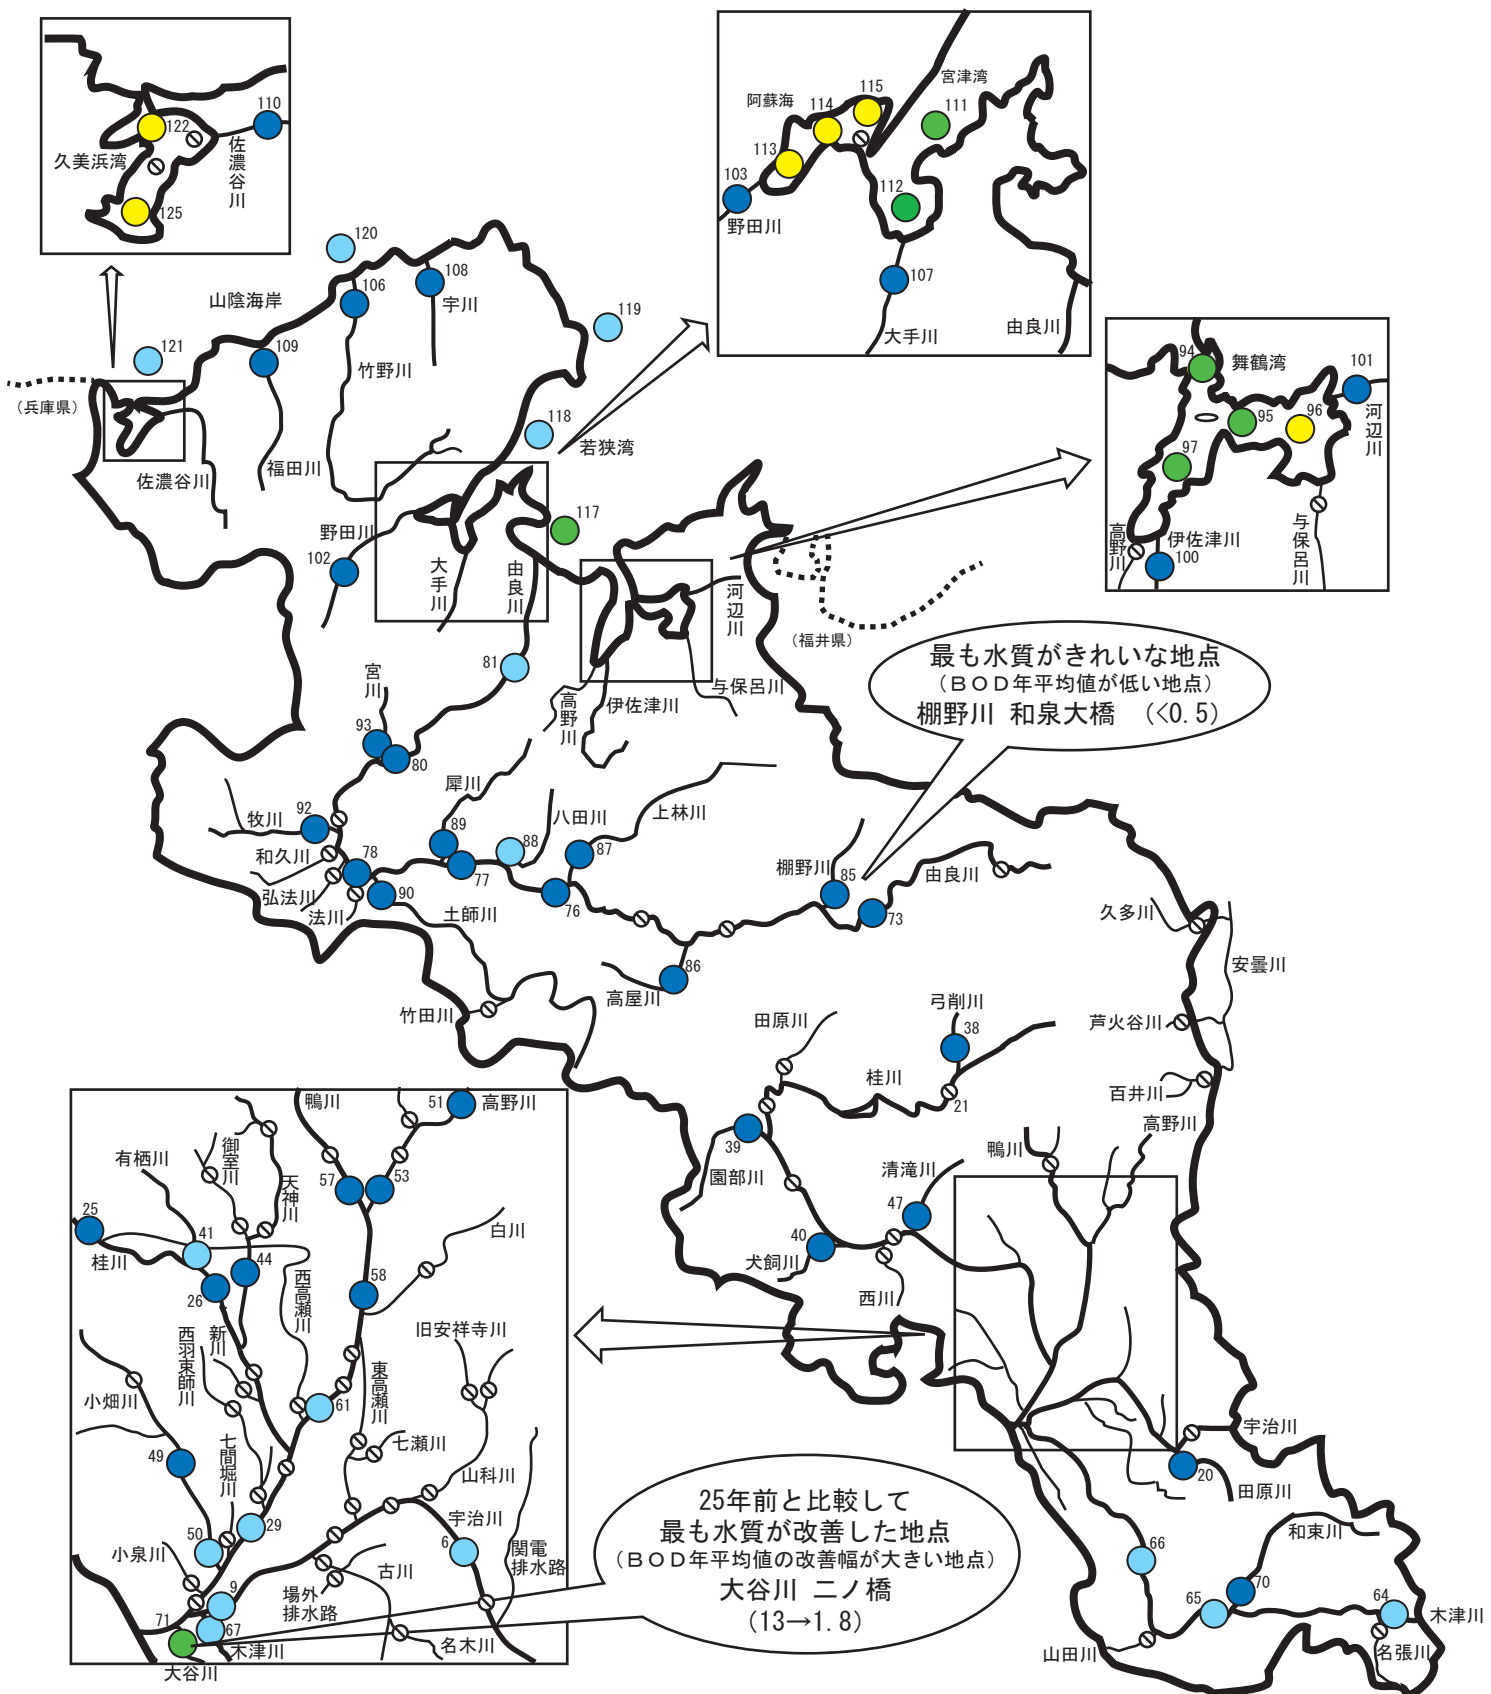 110
122
久美浜湾
佐濃谷川
125
宮津湾
115
阿蘇海
114
111
113
103
112
野田川
107
由良川
大手川
94
舞鶴湾
101
95
96
河辺川
97
与保呂川
高野川
伊佐津川
100
120
108
106
宇川
山陰海岸
119
121
109
竹野川
（兵庫県）
118
若狭湾
福田川
佐濃谷川
117
野田川
102
大手川
由良川
河辺川
（福井県）
81
宮川
与保呂川
高野川
伊佐津川
93
80
最も水質がきれいな地点
（ＢＯＤ年平均値が低い地点）
棚野川 和泉大橋 （<0.5）
犀川
牧川
92
89
八田川
上林川
88
87
和久川
78
77
棚野川
85
由良川
弘法川
90
76
73
法川
土師川
久多川
86
高屋川
安曇川
竹田川
田原川
弓削川
38
芦火谷川
桂川
21
百井川
39
高野川
鴨川
園部川
清滝川
47
40
犬飼川
西川
鴨川
51
高野川
御室川
有栖川
天神川
57
53
25
41
白川
桂川
44
西高瀬川
58
26
旧安祥寺川
新川
西羽束師川
東高瀬川
小畑川
61
七瀬川
49
七間堀川
山科川
29
宇治川
50
小泉川
6
関電
排水路
古川
9
場外
排水路
71
67
木津川
名木川
大谷川
25年前と比較して
最も水質が改善した地点
（ＢＯＤ年平均値の改善幅が大きい地点）
大谷川 二ノ橋
(13→1.8)
宇治川
20
田原川
和束川
66
70
65
64
木津川
山田川
名張川